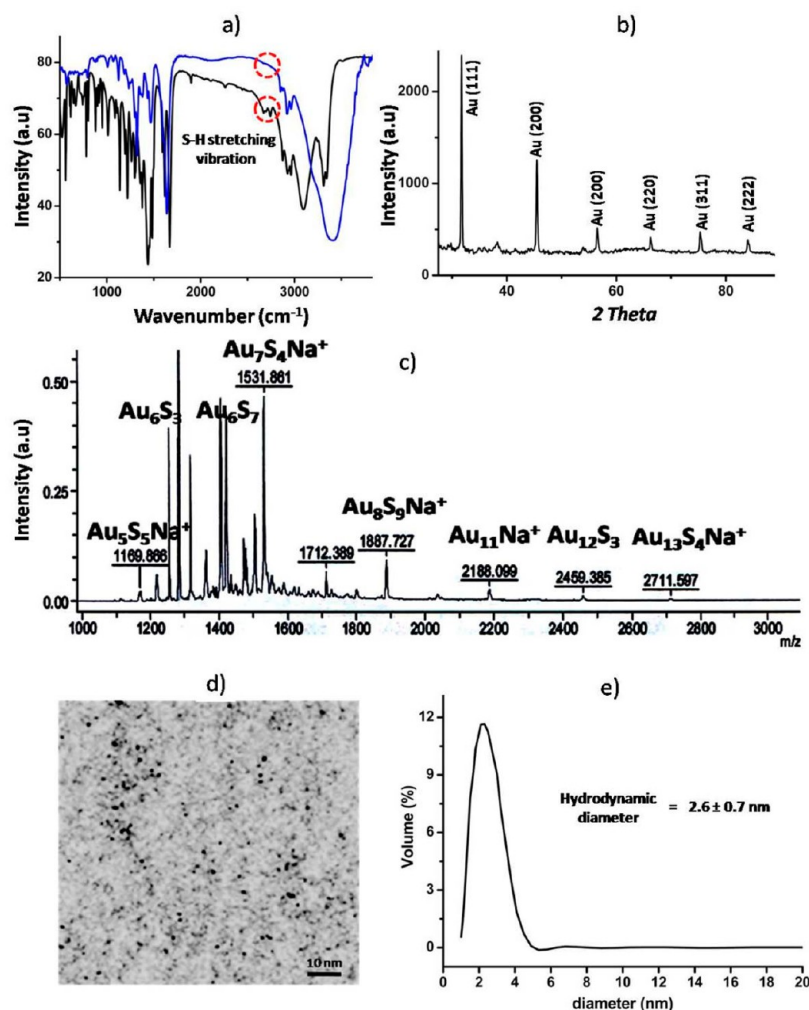 a)
Intensity (a.u)
80
60
40
20
S-H stretching
vibration
1000
2000
3000
Wavenumber (cm⁻¹)
b)
Intensity (a.u)
2000
1000
0
Au (111)
Au (200)
Au (200)
Au (220)
Au (311)
Au (222)
40
60
80
2 Theta
c)
Intensity (a.u)
0.50
0.25
0.00
Au₅S₅Na⁺
1169.866
Au₆S₃
Au₆S₇
Au₇S₄Na⁺
1531.861
1712.389
Au₈S₉Na⁺
1887.727
Au₁₁Na⁺
2188.099
Au₁₂S₃
2459.385
Au₁₃S₄Na⁺
2711.597
1000 1200 1400 1600 1800 2000 2200 2400 2600 2800 3000
m/z
d)
10 nm
e)
Volume (%)
12
9
6
3
0
Hydrodynamic
diameter = 2.6 ± 0.7 nm
0 2 4 6 8 10 12 14 16 18 20
diameter (nm)